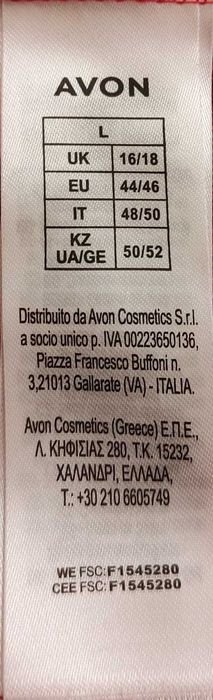 AVON
L
UK 16/18
EU 44/46
IT 48/50
KZ
UA/GE 50/52
Distribuito da Avon Cosmetics S.r.l.
a socio unico p. IVA 00223650136,
Piazza Francesco Buffoni n.
3,21013 Gallarate (VA) - ITALIA.
Avon Cosmetics (Greece) Ε.Π.Ε.,
Λ. ΚΗΦΙΣΙΑΣ 280, Τ.Κ. 15232,
ΧΑΛΑΝΔΡΙ, ΕΛΛΑΔΑ,
Τ.: +30 210 6605749
WE FSC:F1545280
CEE FSC:F1545280